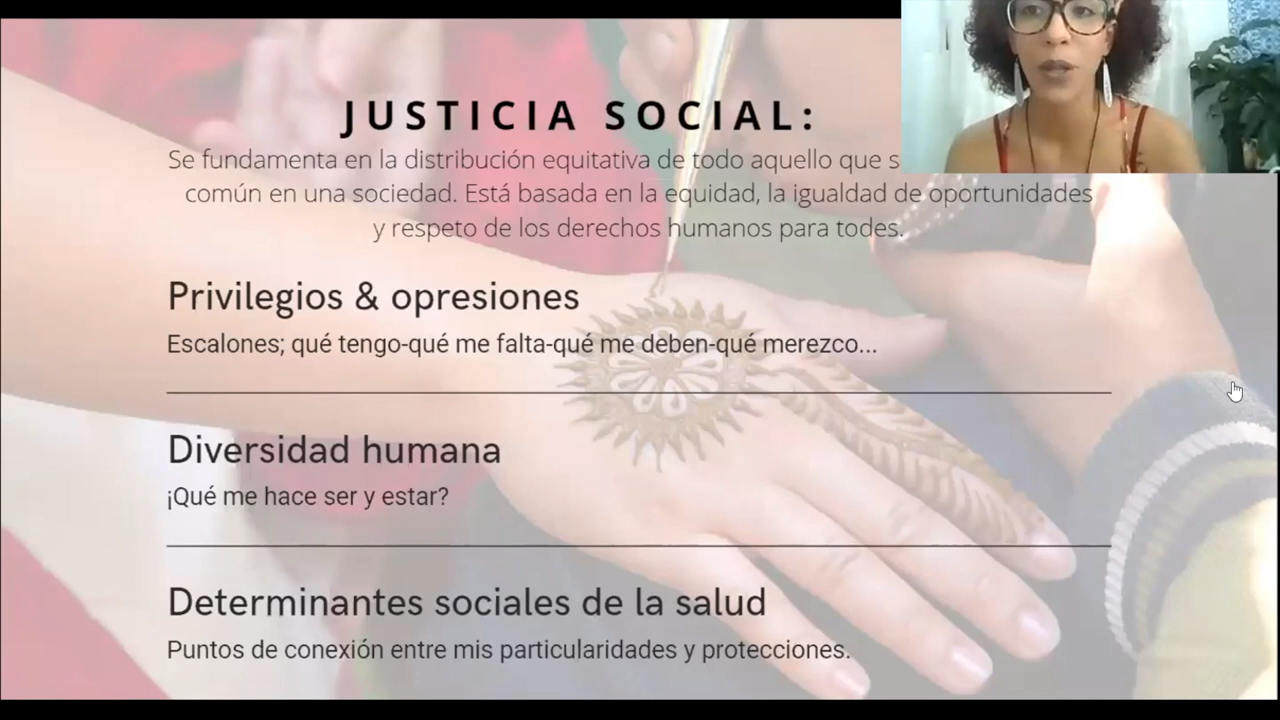 JUSTICIA SOCIAL:
Se fundamenta en la distribución equitativa de todo aquello que
común en una sociedad. Está basada en la equidad, la igualdad de oportunidades
y respeto de los derechos humanos para todes.
Privilegios & opresiones
Escalones; qué tengo-qué me falta-qué me deben-qué merezco...
Diversidad humana
¡Qué me hace ser y estar?
Determinantes sociales de la salud
Puntos de conexión entre mis particularidades y protecciones.